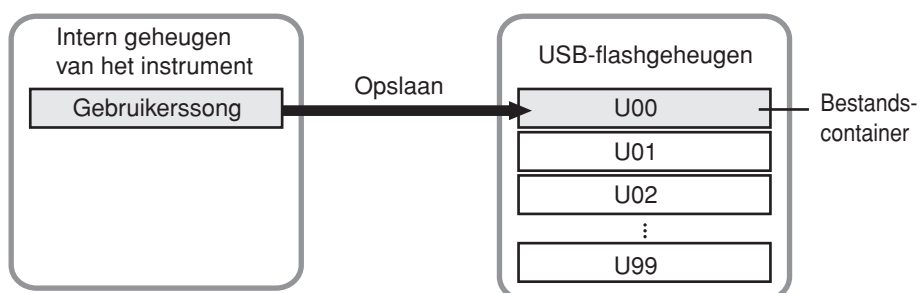 Intern geheugen
van het instrument
Gebruikerssong
Opslaan
USB-flashgeheugen
U00
U01
U02
U99
Bestands-
container